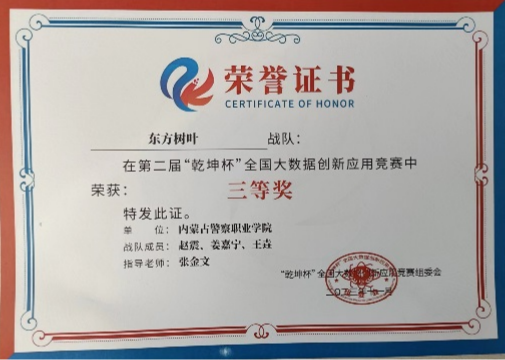 荣誉证书
CERTIFICATE OF HONOR
东方树叶 战队：
在第二届“乾坤杯”全国大数据创新应用竞赛中
荣获： 三等奖
特发此证。
单 位：内蒙古警察职业学院
战队成员：赵震、姜嘉宁、王垚
指导老师：张金文
“乾坤杯”全国大数据创新应用竞赛组委会